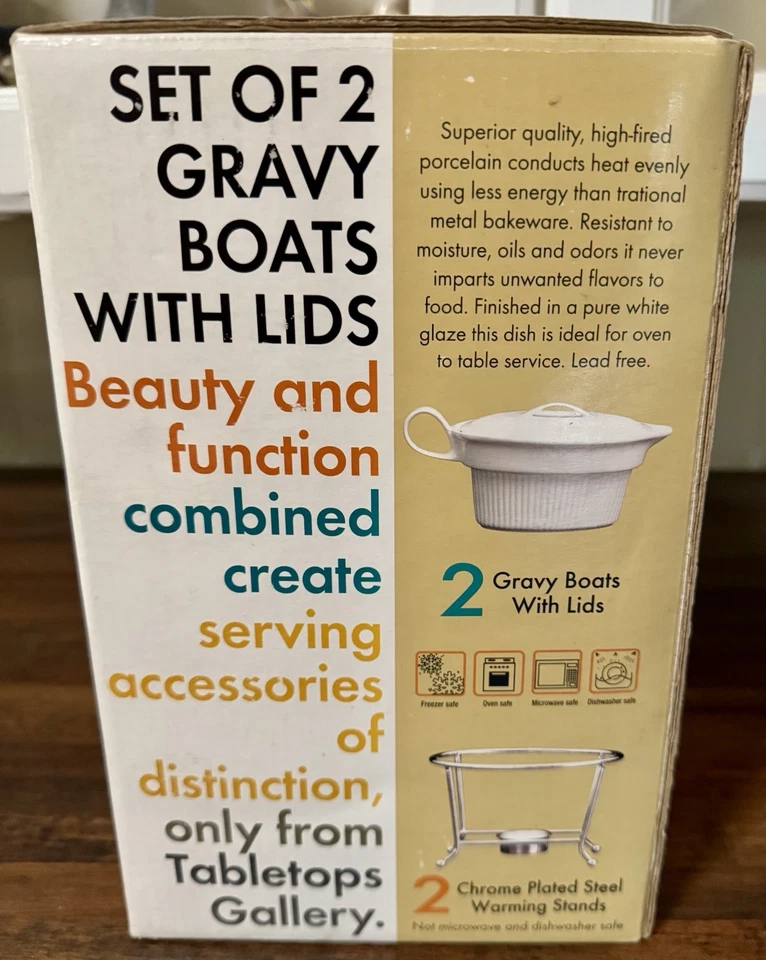 SET OF 2
GRAVY
BOATS
WITH LIDS
Beauty and
function
combined
create
serving
accessories
of
distinction,
only from
Tabletops
Gallery.
Superior quality, high-fired
porcelain conducts heat evenly
using less energy than trational
metal bakeware. Resistant to
moisture, oils and odors it never
imparts unwanted flavors to
food. Finished in a pure white
glaze this dish is ideal for oven
to table service. Lead free.
2 Gravy Boats
With Lids
Freezer safe Oven safe Microwave safe Dishwasher safe
2 Chrome Plated Steel
Warming Stands
Not microwave and dishwasher safe